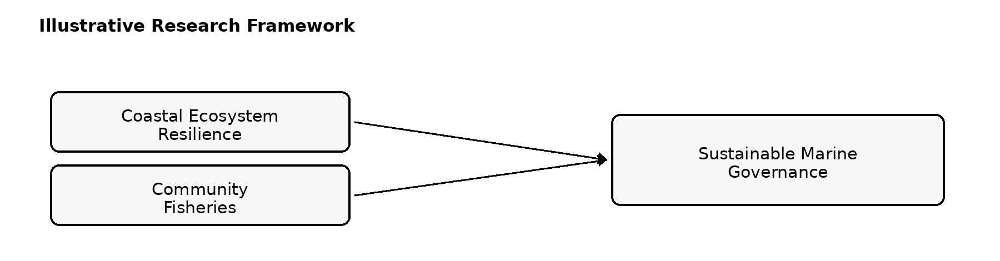 Illustrative Research Framework
Coastal Ecosystem
Resilience
Community
Fisheries
Sustainable Marine
Governance